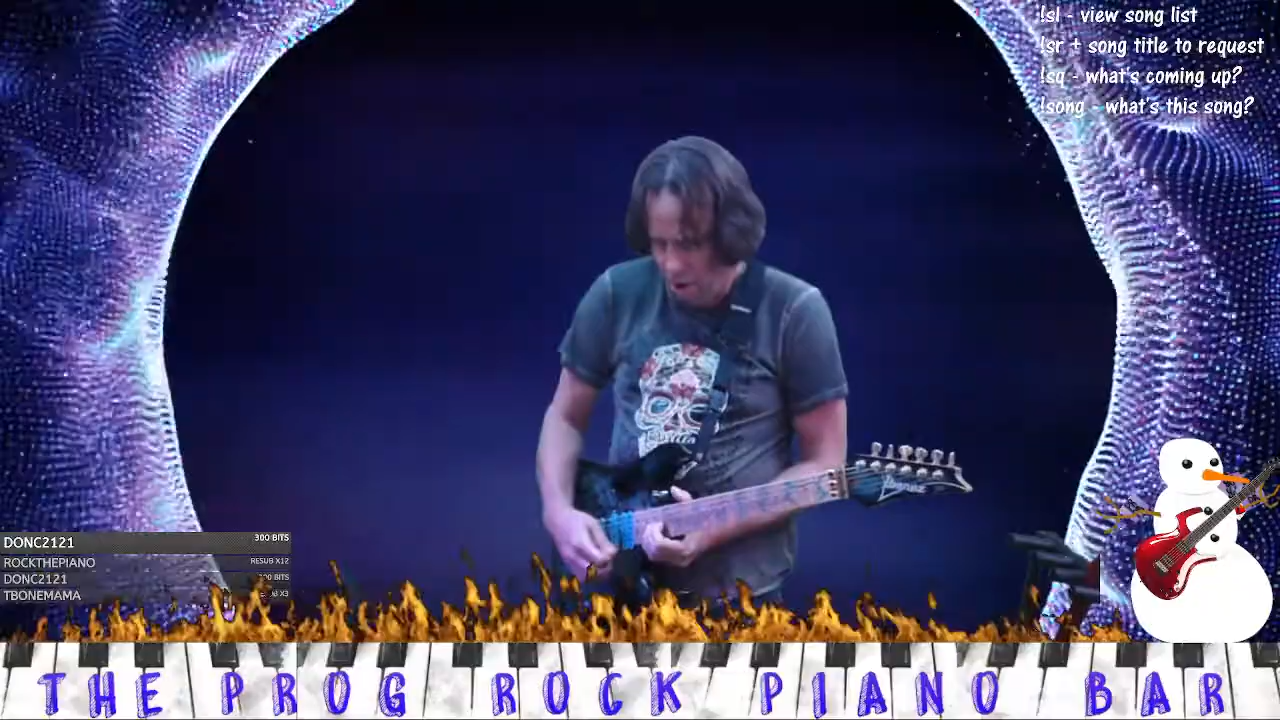 !sl - view song list
!sr + song title to request
!sq - what's coming up?
!song - what's this song?
Ibanez
DONC2121 300 BITS
ROCKTHEPIANO RESUB X12
DONC2121
TBONEMAMA
THE PROG ROCK PIANO BAR